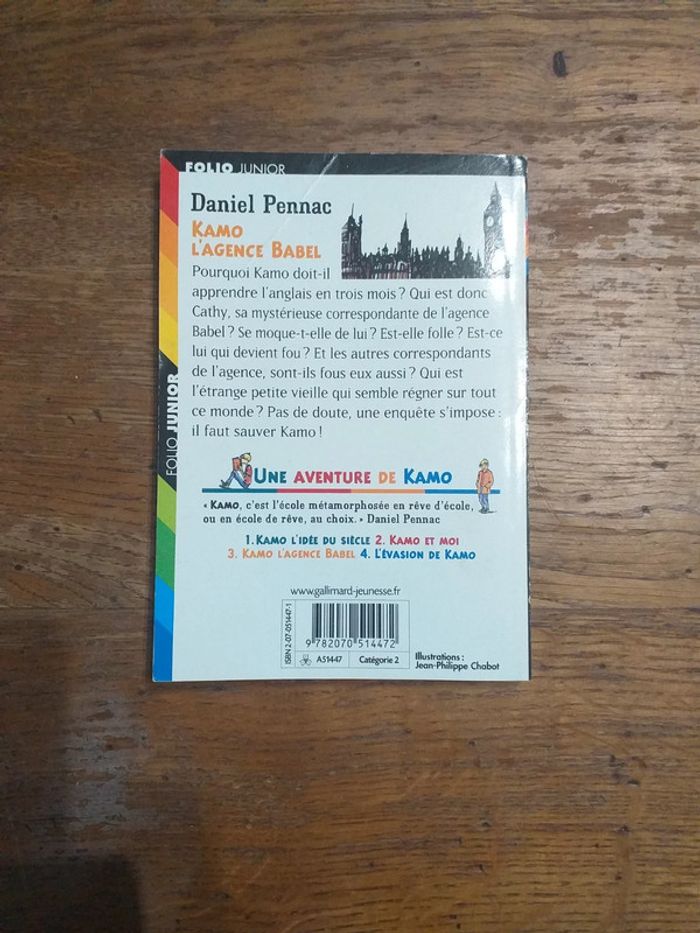 FOLIO JUNIOR
Daniel Pennac
KAMO
L'AGENCE BABEL
Pourquoi Kamo doit-il
apprendre l'anglais en trois mois ? Qui est donc
Cathy, sa mystérieuse correspondante de l'agence
Babel ? Se moque-t-elle de lui ? Est-elle folle ? Est-ce
lui qui devient fou ? Et les autres correspondants
de l'agence, sont-ils fous eux aussi ? Qui est
l'étrange petite vieille qui semble régner sur tout
ce monde ? Pas de doute, une enquête s'impose :
il faut sauver Kamo !
FOLIO JUNIOR
UNE AVENTURE DE KAMO
« KAMO, c'est l'école métamorphosée en rêve d'école,
ou en école de rêve, au choix. » Daniel Pennac
1. KAMO L'IDÉE DU SIÈCLE 2. KAMO ET MOI
3. KAMO L'AGENCE BABEL 4. L'ÉVASION DE KAMO
www.gallimard-jeunesse.fr
ISBN 2-07-051447-1
9 782070 514472
A51447 Catégorie 2
Illustrations :
Jean-Philippe Chabot